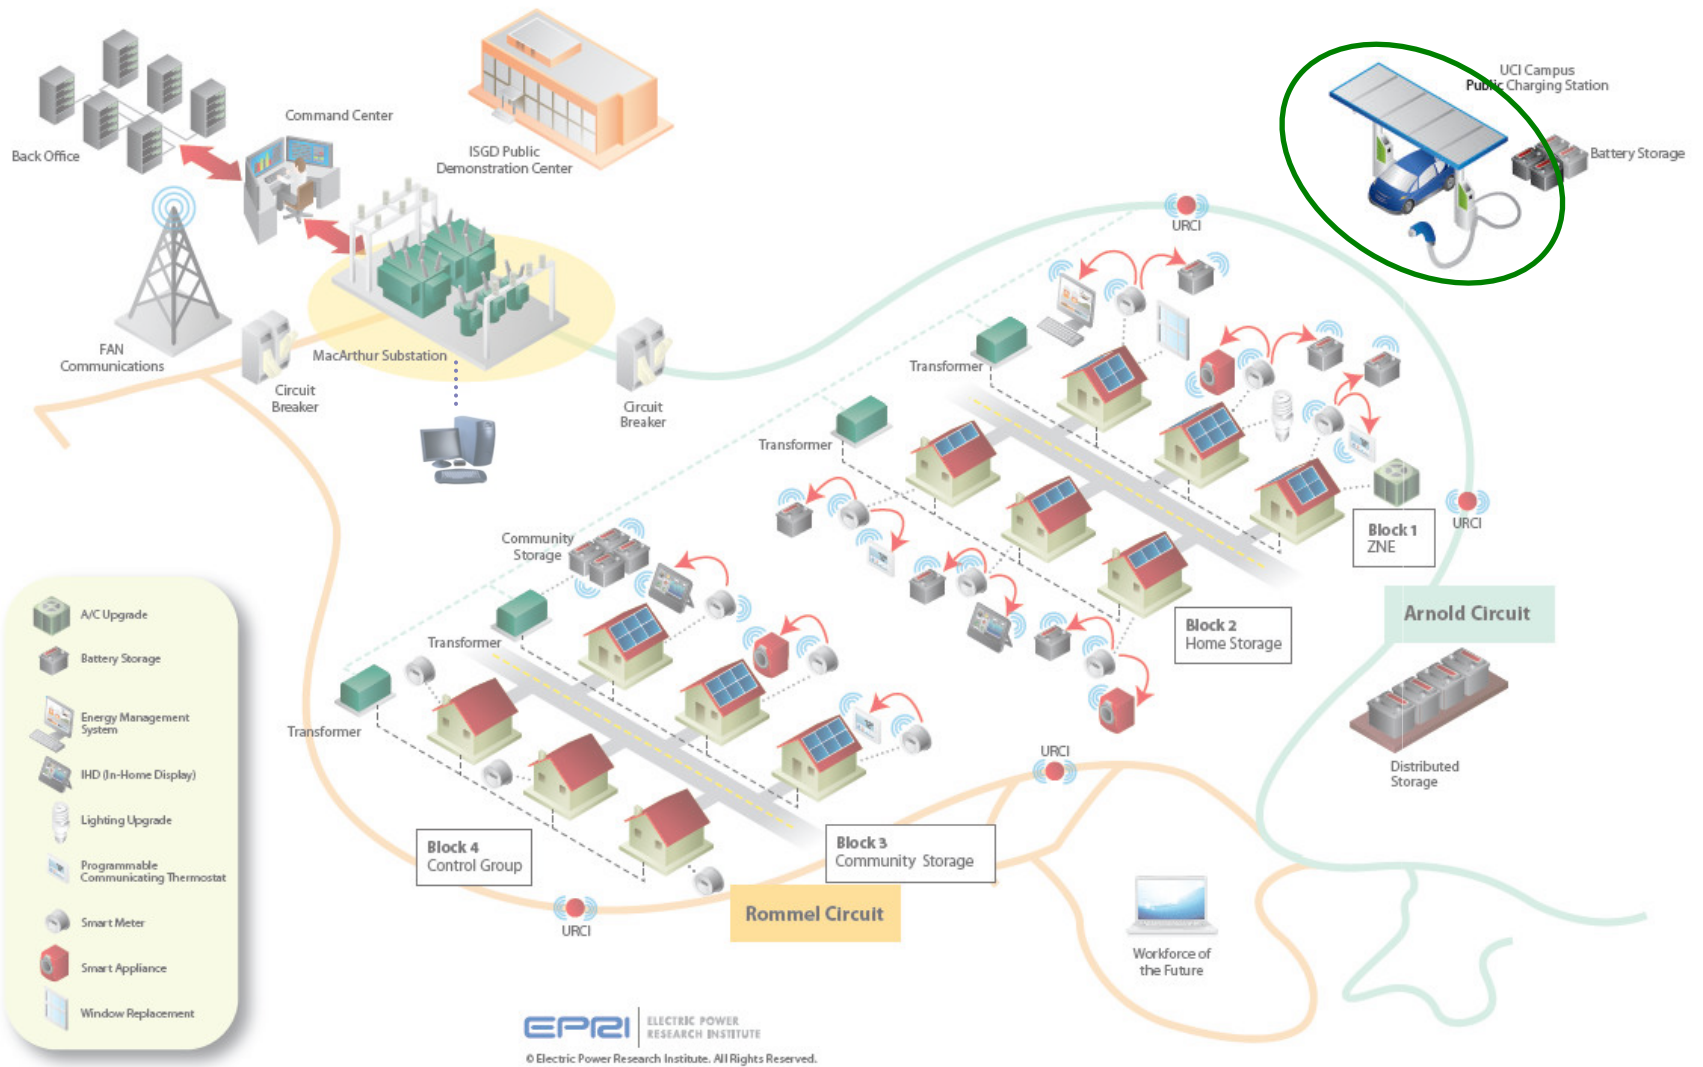 UCI Campus
Public Charging Station
Battery Storage
Command Center
Back Office
ISGD Public
Demonstration Center
FAN
Communications
MacArthur Substation
Circuit
Breaker
Circuit
Breaker
URCI
Transformer
Transformer
Block 1
ZNE
URCI
Community
Storage
Arnold Circuit
Block 2
Home Storage
Transformer
Transformer
URCI
Distributed
Storage
Block 4
Control Group
Block 3
Community Storage
Rommel Circuit
URCI
Workforce of
the Future
A/C Upgrade
Battery Storage
Energy Management
System
IHD (In-Home Display)
Lighting Upgrade
Programmable
Communicating Thermostat
Smart Meter
Smart Appliance
Window Replacement
EPRI
ELECTRIC POWER
RESEARCH INSTITUTE
© Electric Power Research Institute. All Rights Reserved.